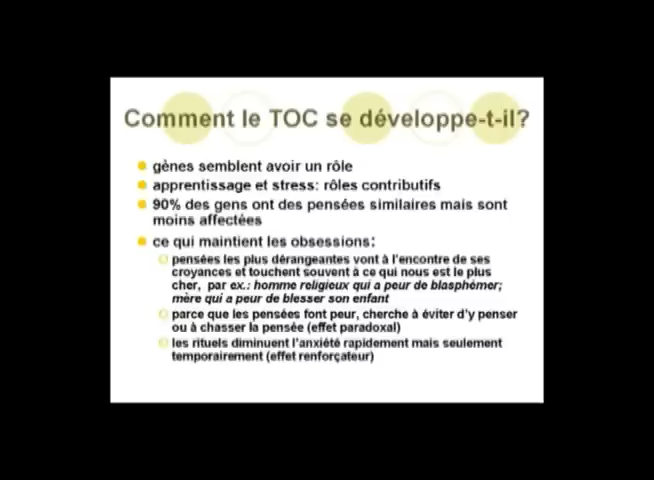 Comment le TOC se développe-t-il?
gènes semblent avoir un rôle
apprentissage et stress: rôles contributifs
90% des gens ont des pensées similaires mais sont
moins affectées
ce qui maintient les obsessions:
pensées les plus dérangeantes vont à l'encontre de ses
croyances et touchent souvent à ce qui nous est le plus
cher, par ex.: homme religieux qui a peur de blasphémer;
mère qui a peur de blesser son enfant
parce que les pensées font peur, cherche à éviter d'y penser
ou à chasser la pensée (effet paradoxal)
les rituels diminuent l'anxiété rapidement mais seulement
temporairement (effet renforçateur)